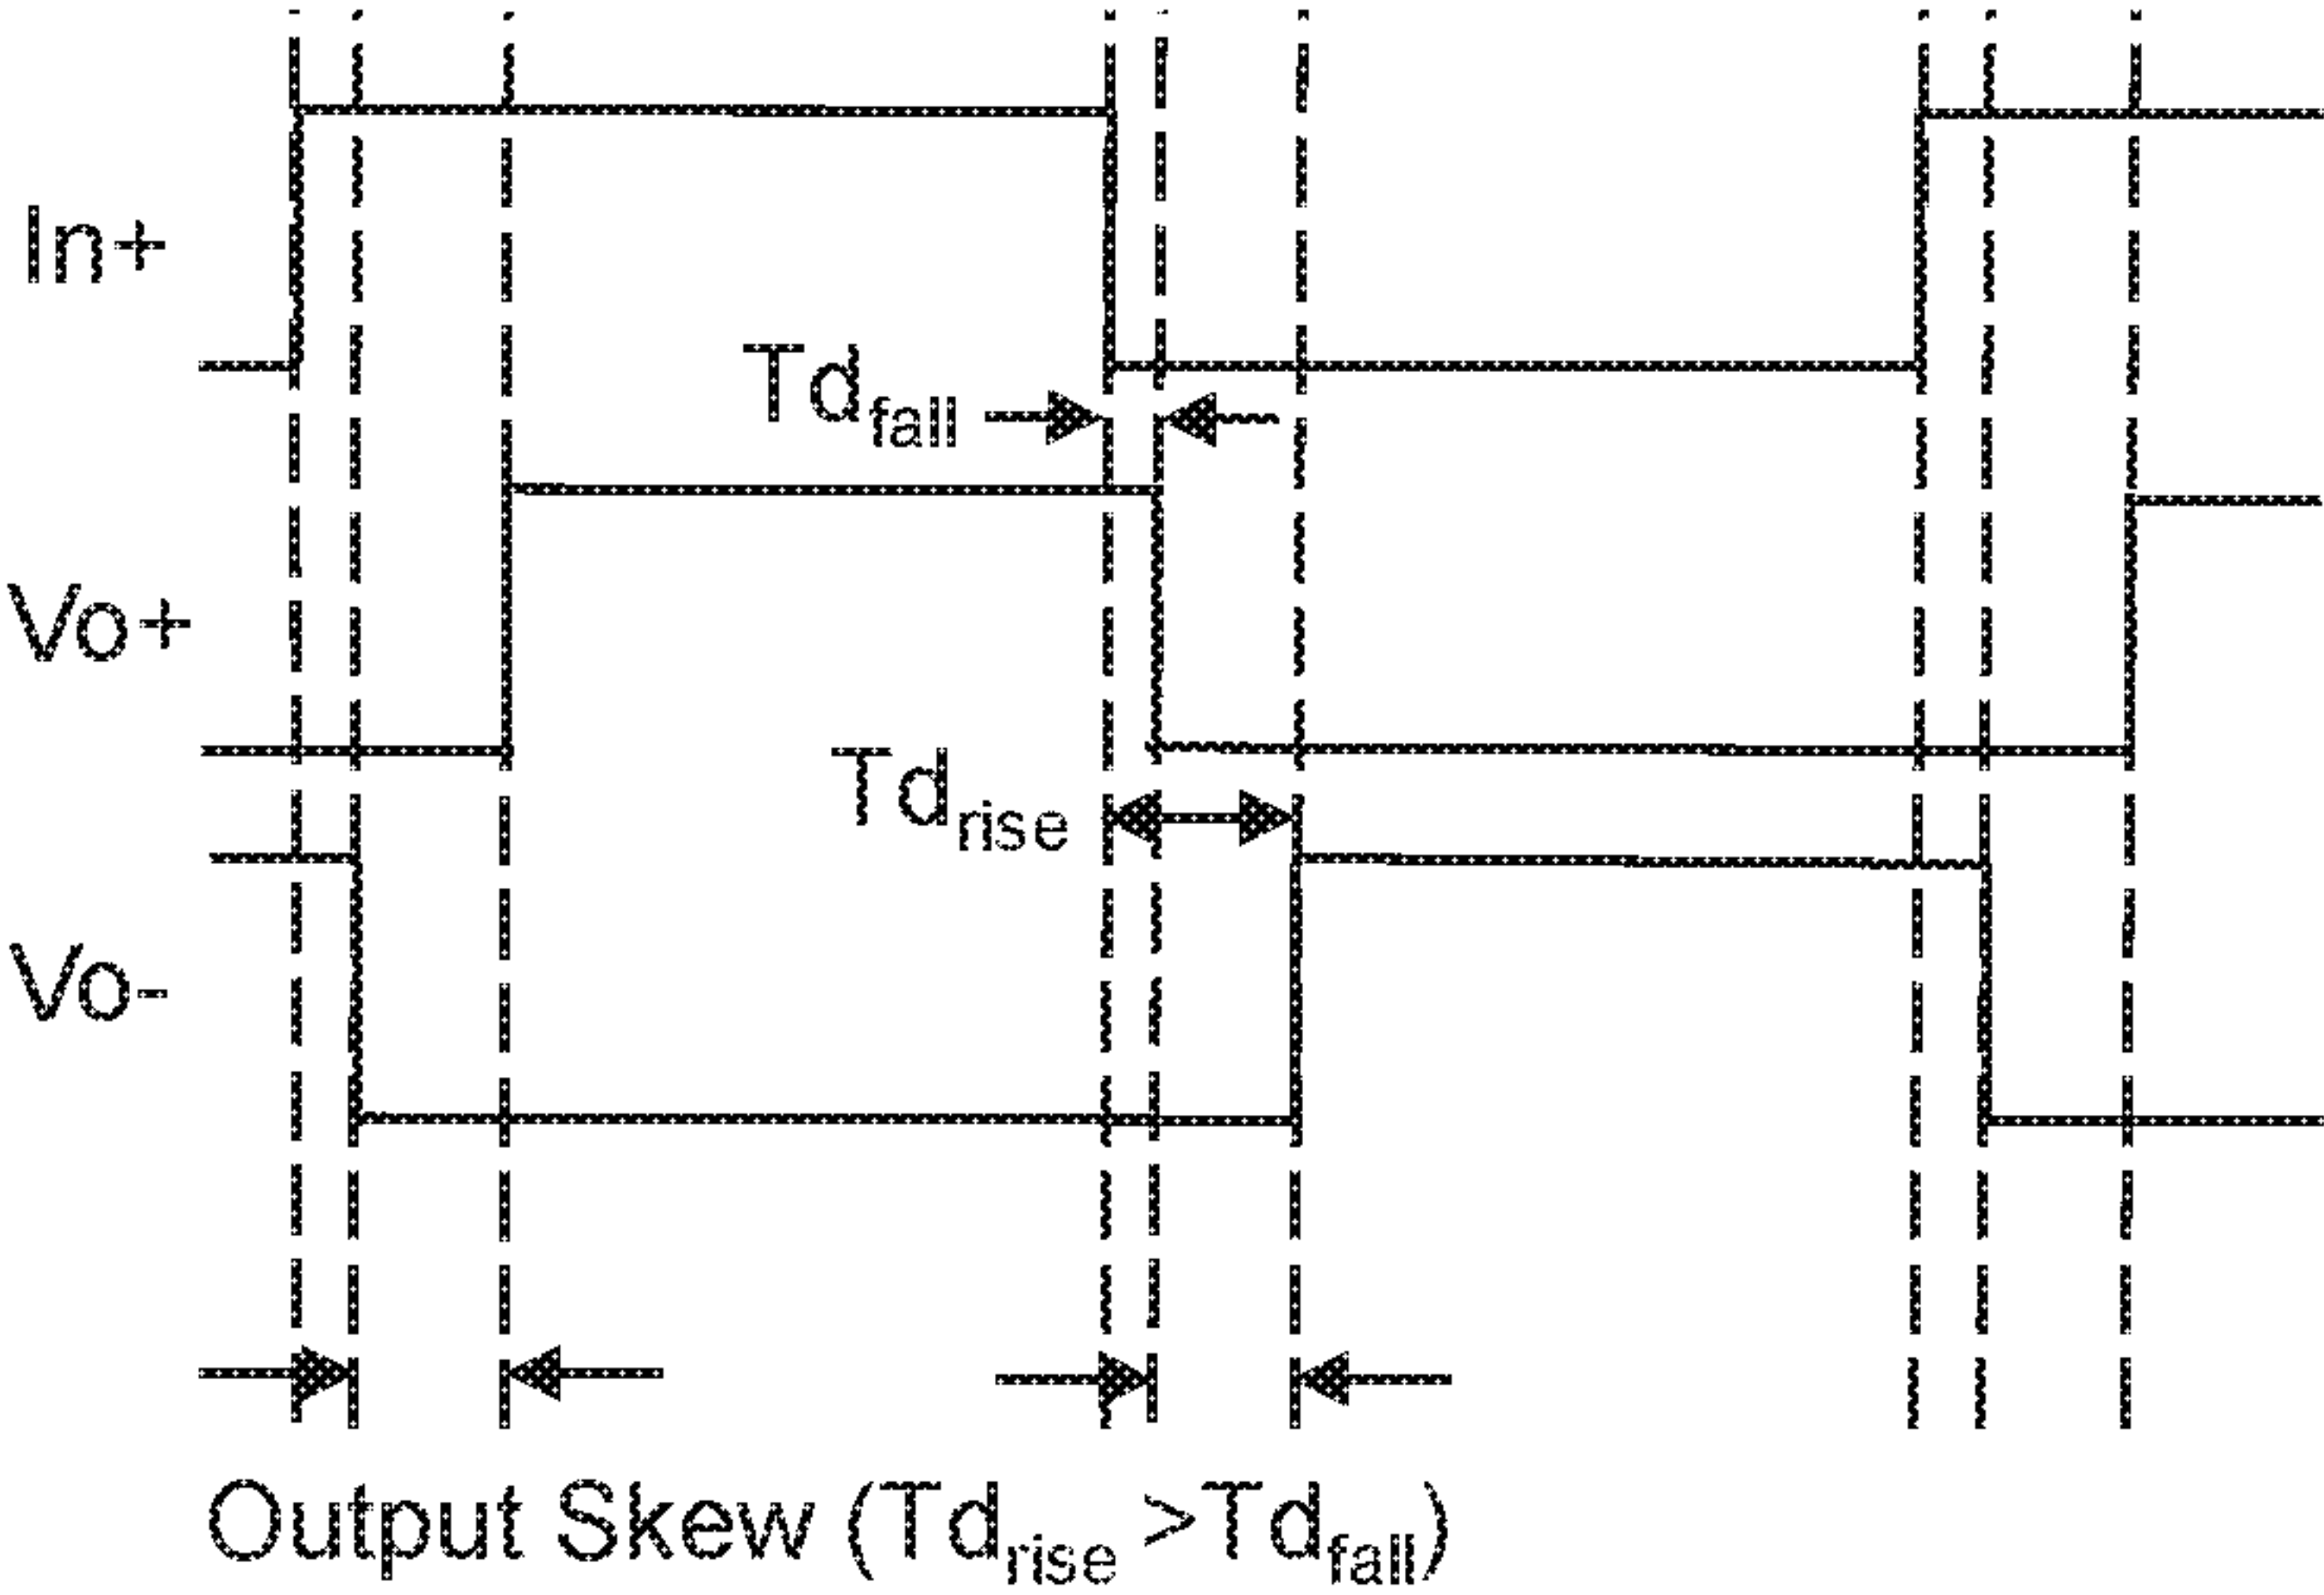 In+
Td_fall
Vo+
Td_rise
Vo-
Output Skew (Td_rise >Td_fall)